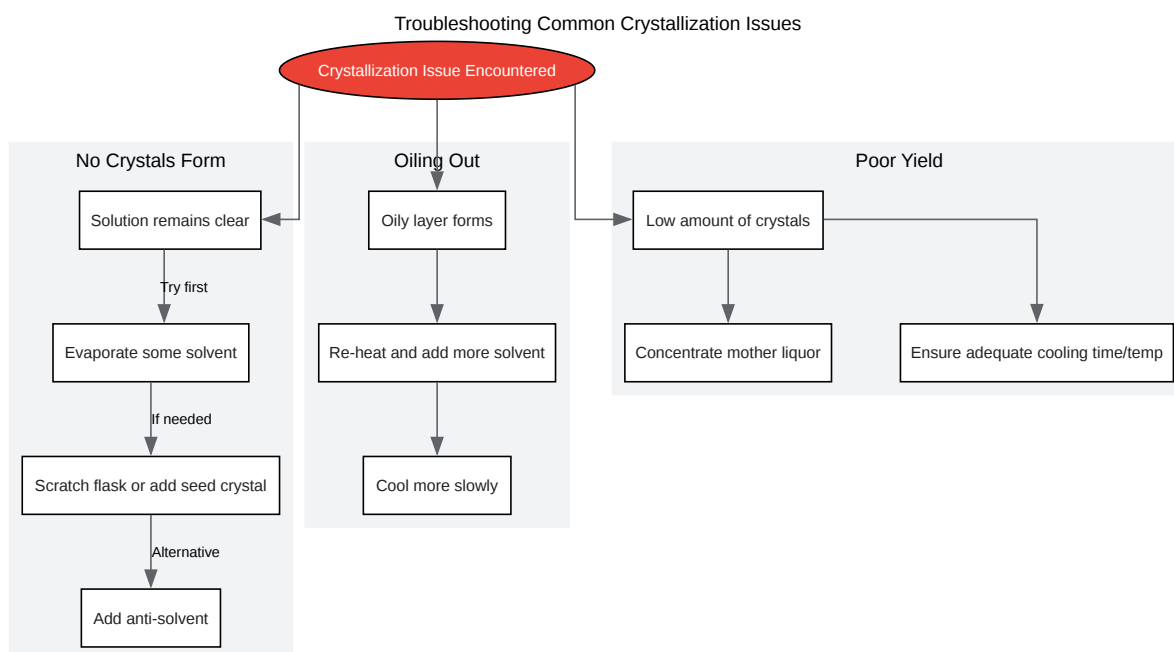 Troubleshooting Common Crystallization Issues
Crystallization Issue Encountered
No Crystals Form
Solution remains clear
Try first
Evaporate some solvent
If needed
Scratch flask or add seed crystal
Alternative
Add anti-solvent
Oiling Out
Oily layer forms
Re-heat and add more solvent
Cool more slowly
Poor Yield
Low amount of crystals
Concentrate mother liquor
Ensure adequate cooling time/temp